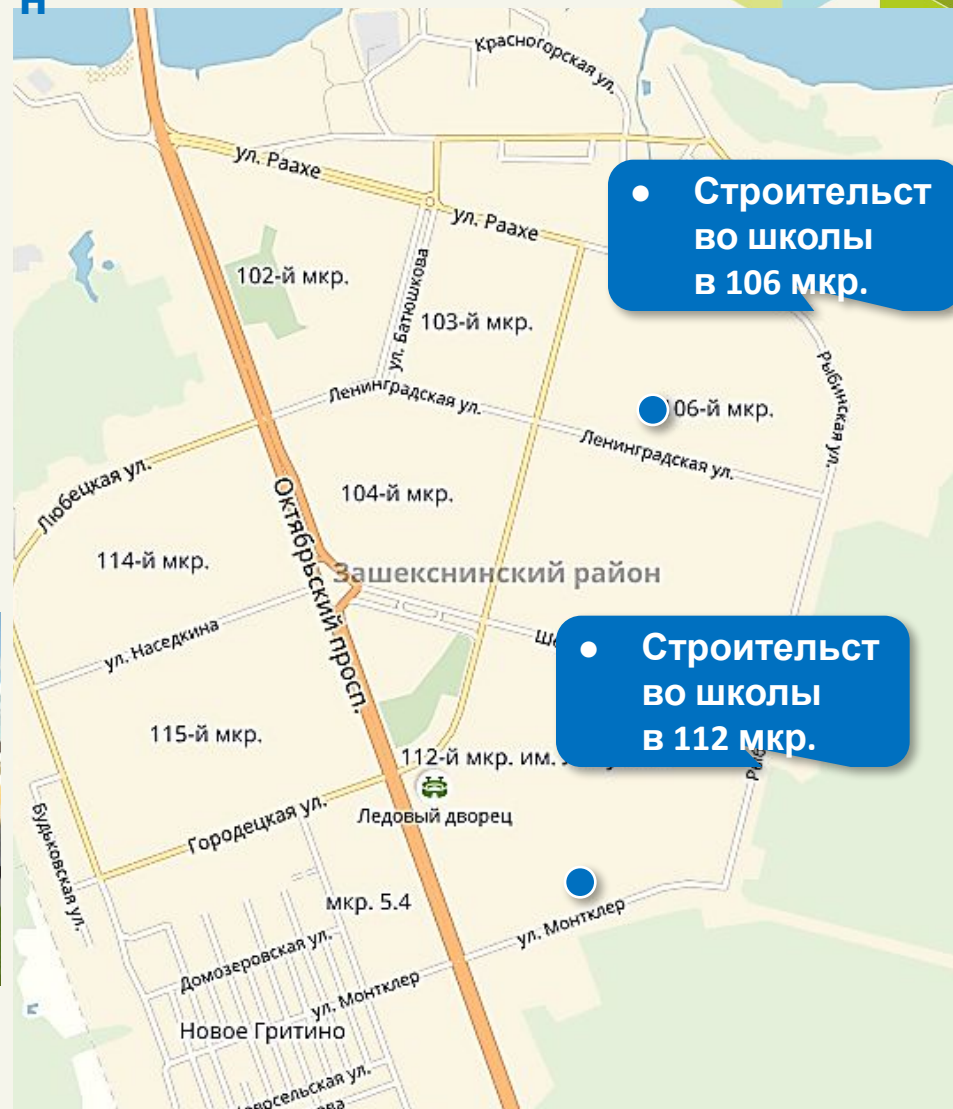 н
Красногорская ул.
ул. Раахе
• Строительст
во школы
в 106 мкр.
ул. Раахе
102-й мкр.
ул. Батюшкова
103-й мкр.
Рыбинская ул.
Ленинградская ул.
06-й мкр.
Ленинградская ул.
Любецкая ул.
104-й мкр.
Октябрьский просп.
114-й мкр.
Зашекснинский район
ул. Наседкина
• Строительст
во школы
в 112 мкр.
115-й мкр.
112-й мкр. им.
Ледовый дворец
Городецкая ул.
Будьковская ул.
мкр. 5.4
ул. Монтклер
Домозеровская ул.
ул. Монтклер
Новое Гритино